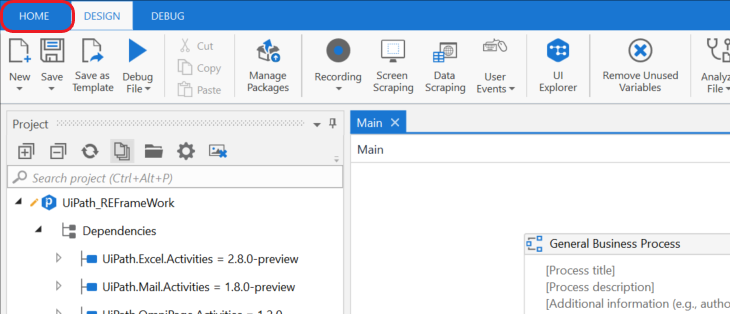 HOME DESIGN DEBUG
New Save Save as Template Debug File Cut Copy Paste Manage Packages Recording Screen Scraping Data Scraping User Events UI Explorer Remove Unused Variables Analyz File
Project
Main
Search project (Ctrl+Alt+P)
Main
UiPath_REFrameWork
Dependencies
General Business Process
UiPath.Excel.Activities = 2.8.0-preview
[Process title]
UiPath.Mail.Activities = 1.8.0-preview
[Process description]
[Additional information (e.g., autho